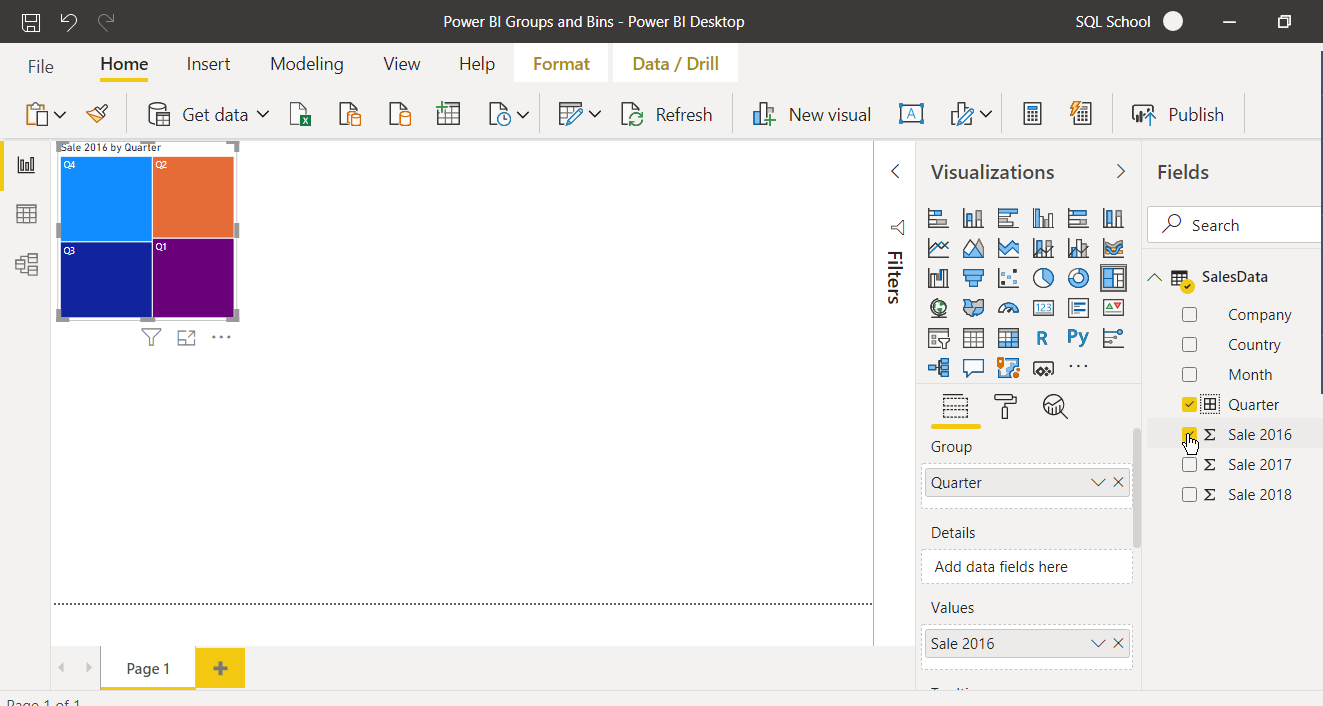 Power BI Groups and Bins - Power BI Desktop
SQL School
File
Home
Insert
Modeling
View
Help
Format
Data / Drill
Get data
Refresh
New visual
A
Publish
Sale 2016 by Quarter
Q4
Q2
Q3
Q1
Filters
Visualizations
123
R
Py
Group
Quarter
Details
Add data fields here
Values
Sale 2016
Fields
Search
SalesData
Company
Country
Month
Quarter
Σ Sale 2016
Σ Sale 2017
Σ Sale 2018
Page 1
Page 1 of 1